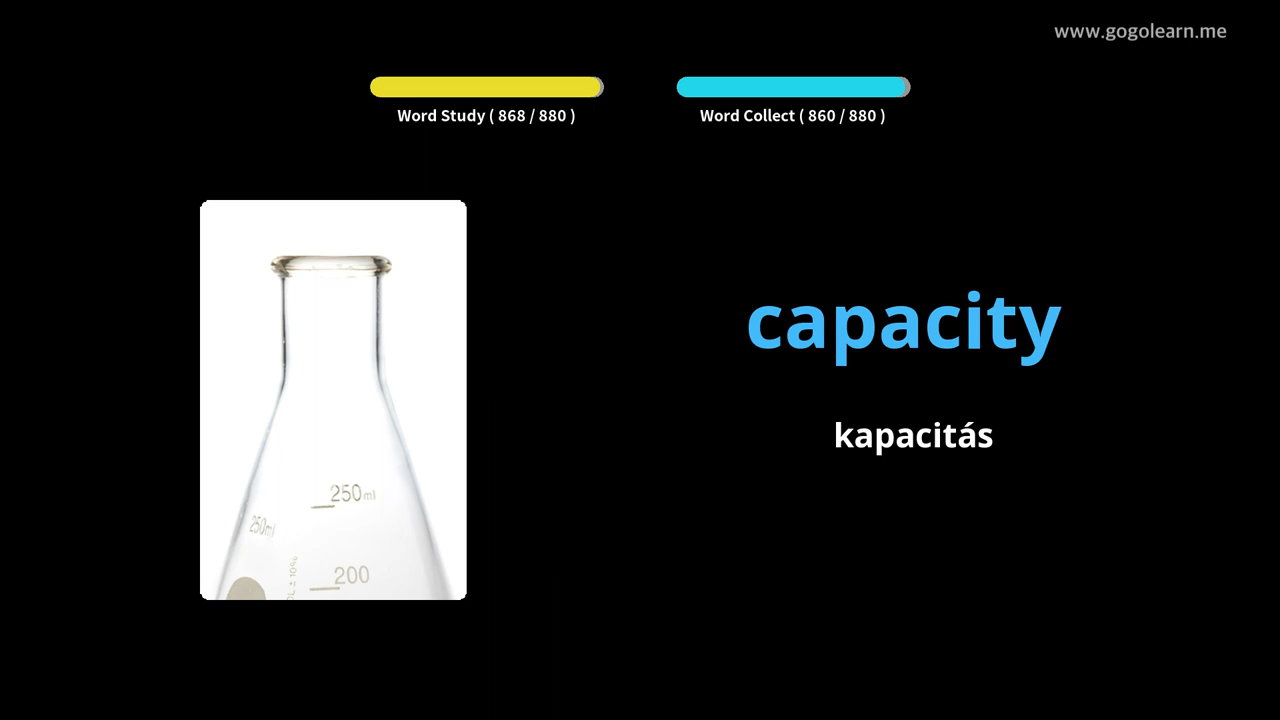 www.gogolearn.me
Word Study ( 868 / 880 )
Word Collect ( 860 / 880 )
capacity
kapacitás
250ml
250ml
200